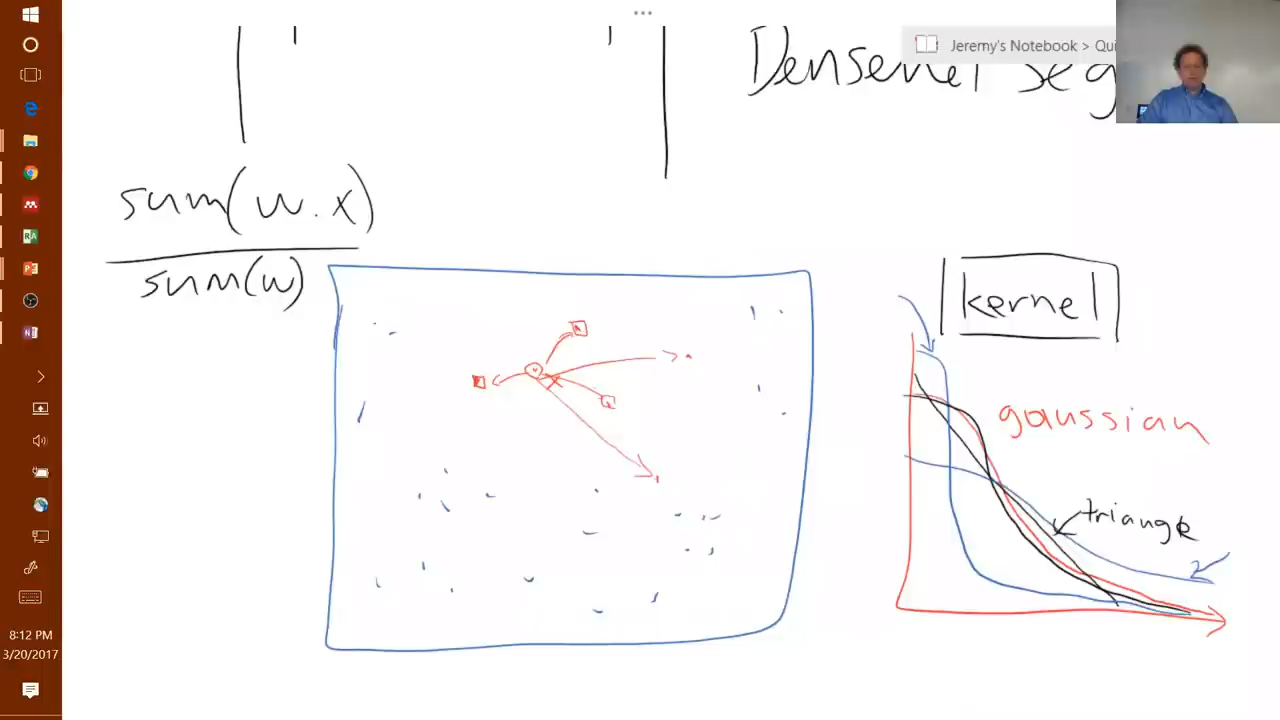 Jeremy's Notebook > Qui
DenseNet Seg
sum(w.x)
sum(w)
kernel
gaussian
triangle
8:12 PM
3/20/2017